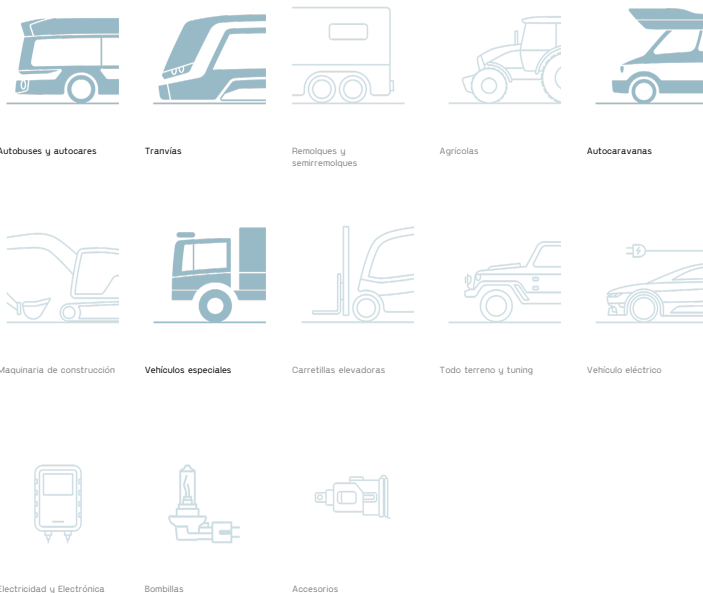 Autobuses y autocares
Tranvías
Remolques y
semirremolques
Agrícolas
Autocaravanas
Maquinaria de construcción
Vehículos especiales
Carretillas elevadoras
Todo terreno y tuning
Vehículo eléctrico
Electricidad y Electrónica
Bombillas
Accesorios